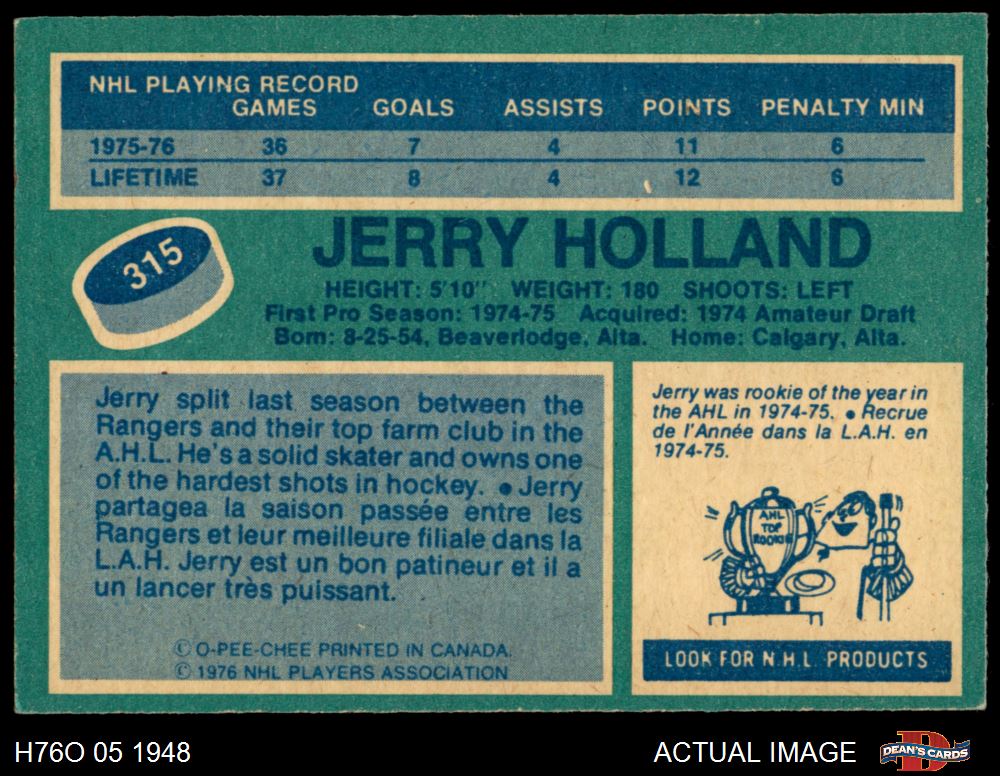 NHL PLAYING RECORD
GAMES GOALS ASSISTS POINTS PENALTY MIN
1975-76 36 7 4 11 6
LIFETIME 37 8 4 12 6
315
JERRY HOLLAND
HEIGHT: 5'10" WEIGHT: 180 SHOOTS: LEFT
First Pro Season: 1974-75 Acquired: 1974 Amateur Draft
Born: 8-25-54, Beaverlodge, Alta. Home: Calgary, Alta.
Jerry split last season between the
Rangers and their top farm club in the
A.H.L. He's a solid skater and owns one
of the hardest shots in hockey. ● Jerry
partagea la saison passée entre les
Rangers et leur meilleure filiale dans la
L.A.H. Jerry est un bon patineur et il a
un lancer très puissant.
© O-PEE-CHEE PRINTED IN CANADA.
© 1976 NHL PLAYERS ASSOCIATION
Jerry was rookie of the year in
the AHL in 1974-75. ● Recrue
de l'Année dans la L.A.H. en
1974-75.
AHL
TOP
ROOKIE
LOOK FOR N.H.L. PRODUCTS
H76O 05 1948
ACTUAL IMAGE
D
DEAN'S CARDS